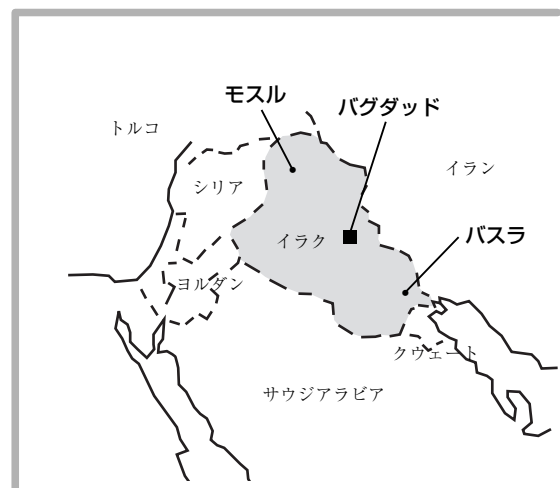 モスル
バグダッド
トルコ
イラン
シリア
イラク
バスラ
ヨルダン
クヴェート
サウジアラビア